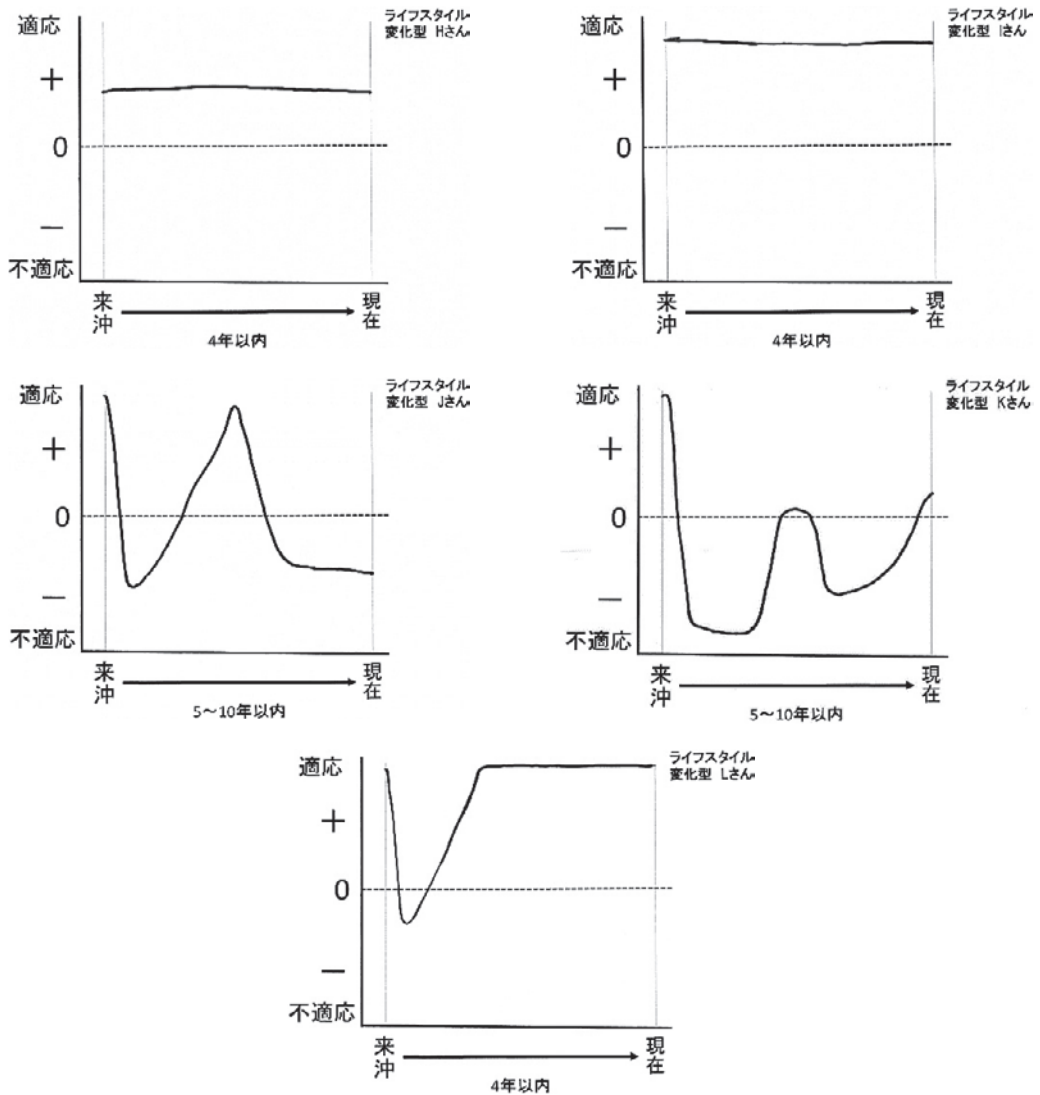 ライフスタイル
変化型 Hさん
適応
+
0
−
不適応
来沖
現在
4年以内
ライフスタイル
変化型 Iさん
適応
+
0
−
不適応
来沖
現在
4年以内
ライフスタイル
変化型 Jさん
適応
+
0
−
不適応
来沖
現在
5〜10年以内
ライフスタイル
変化型 Kさん
適応
+
0
−
不適応
来沖
現在
5〜10年以内
ライフスタイル
変化型 Lさん
適応
+
0
−
不適応
来沖
現在
4年以内